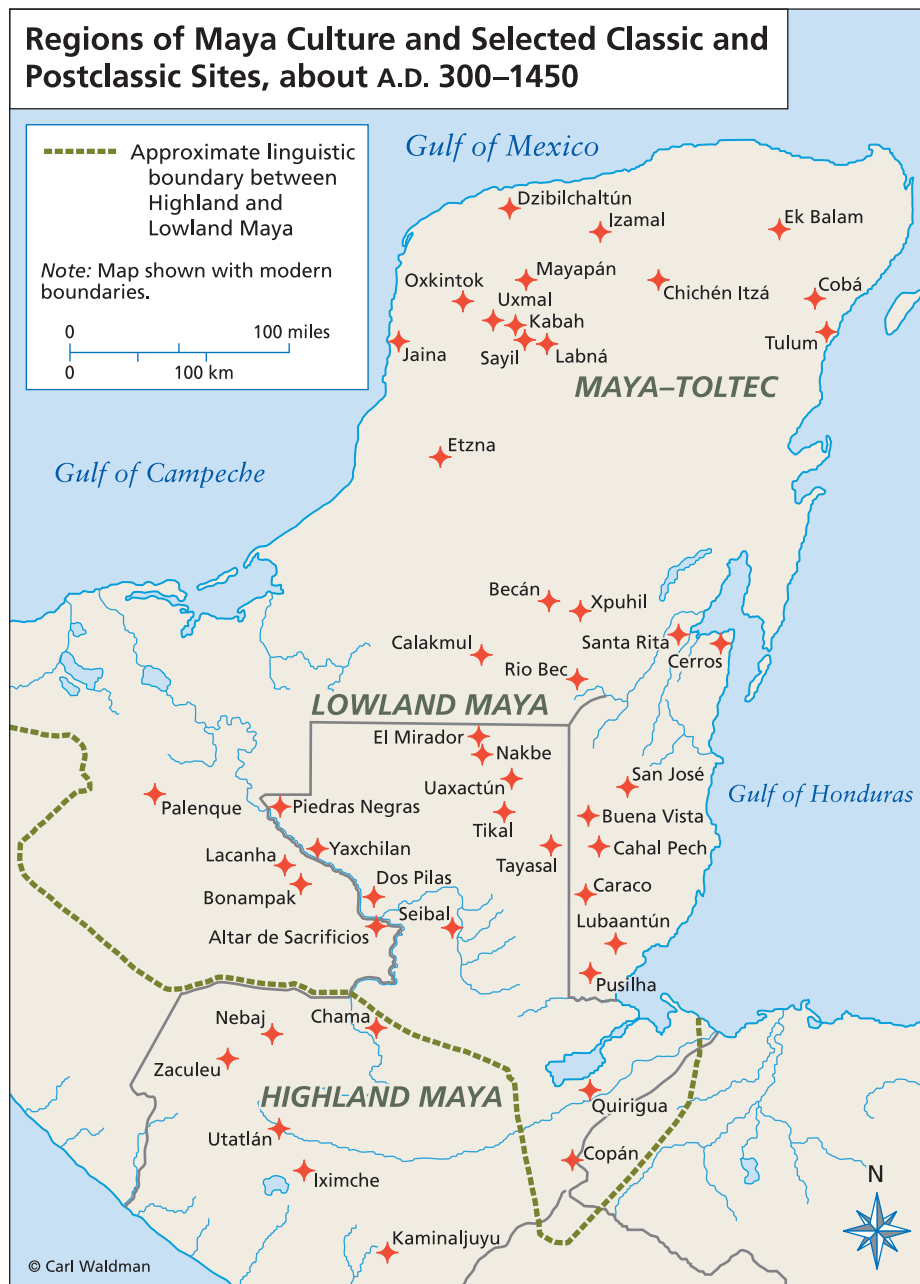 Regions of Maya Culture and Selected Classic and
Postclassic Sites, about A.D. 300–1450
Approximate linguistic
boundary between
Highland and
Lowland Maya
Note: Map shown with modern
boundaries.
0 100 miles
0 100 km
Gulf of Mexico
Dzibilchaltún
Izamal
Ek Balam
Mayapán
Oxkintok
Chichén Itzá
Cobá
Uxmal
Kabah
Tulum
Jaina
Sayil
Labná
MAYA–TOLTEC
Etzna
Gulf of Campeche
Becán
Xpuhil
Santa Rita
Calakmul
Cerros
Rio Bec
LOWLAND MAYA
El Mirador
Nakbe
Uaxactún
San José
Gulf of Honduras
Palenque
Piedras Negras
Tikal
Buena Vista
Yaxchilan
Tayasal
Cahal Pech
Lacanha
Dos Pilas
Bonampak
Caraco
Seibal
Lubaantún
Altar de Sacrificios
Pusilha
Nebaj
Chama
Zaculeu
HIGHLAND MAYA
Quirigua
Utatlán
Copán
Iximche
N
Kaminaljuyu
© Carl Waldman